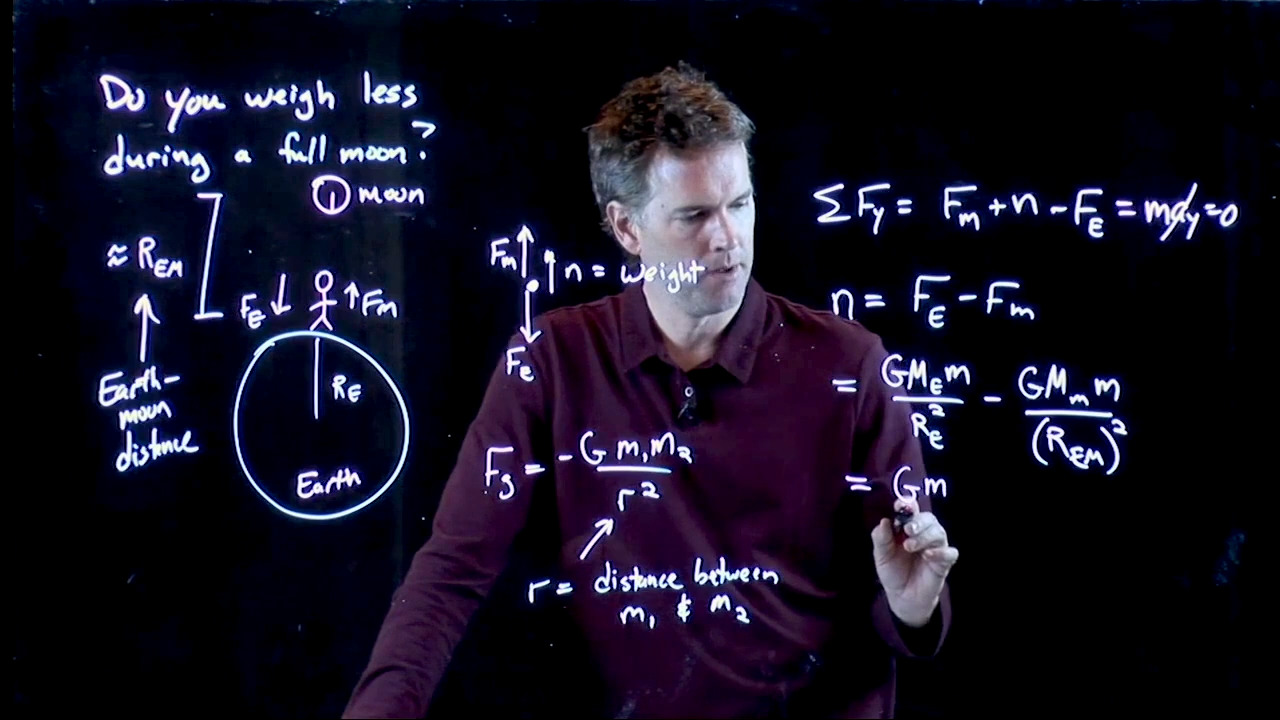 Do you weigh less
during a full moon?
moon
≈ R_EM
F_E ↓ ↑ F_m
Earth-
moon
distance
R_E
Earth
F_m ↑ ↑ n = weight
F_E
F_g = - G m₁ m₂ / r²
r = distance between
m₁ & m₂
ΣF_y = F_m + n - F_E = ma_y = 0
n = F_E - F_m
= GM_E m / R_E² - GM_m m / (R_EM)²
= Gm